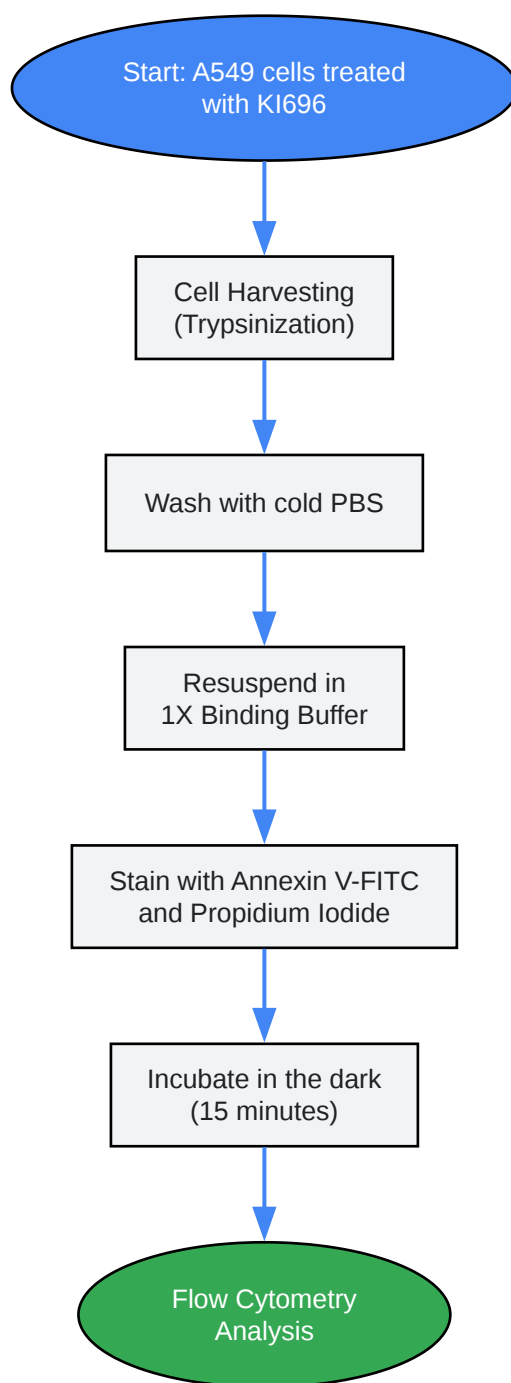 Start: A549 cells treated
with KI696
Cell Harvesting
(Trypsinization)
Wash with cold PBS
Resuspend in
1X Binding Buffer
Stain with Annexin V-FITC
and Propidium Iodide
Incubate in the dark
(15 minutes)
Flow Cytometry
Analysis